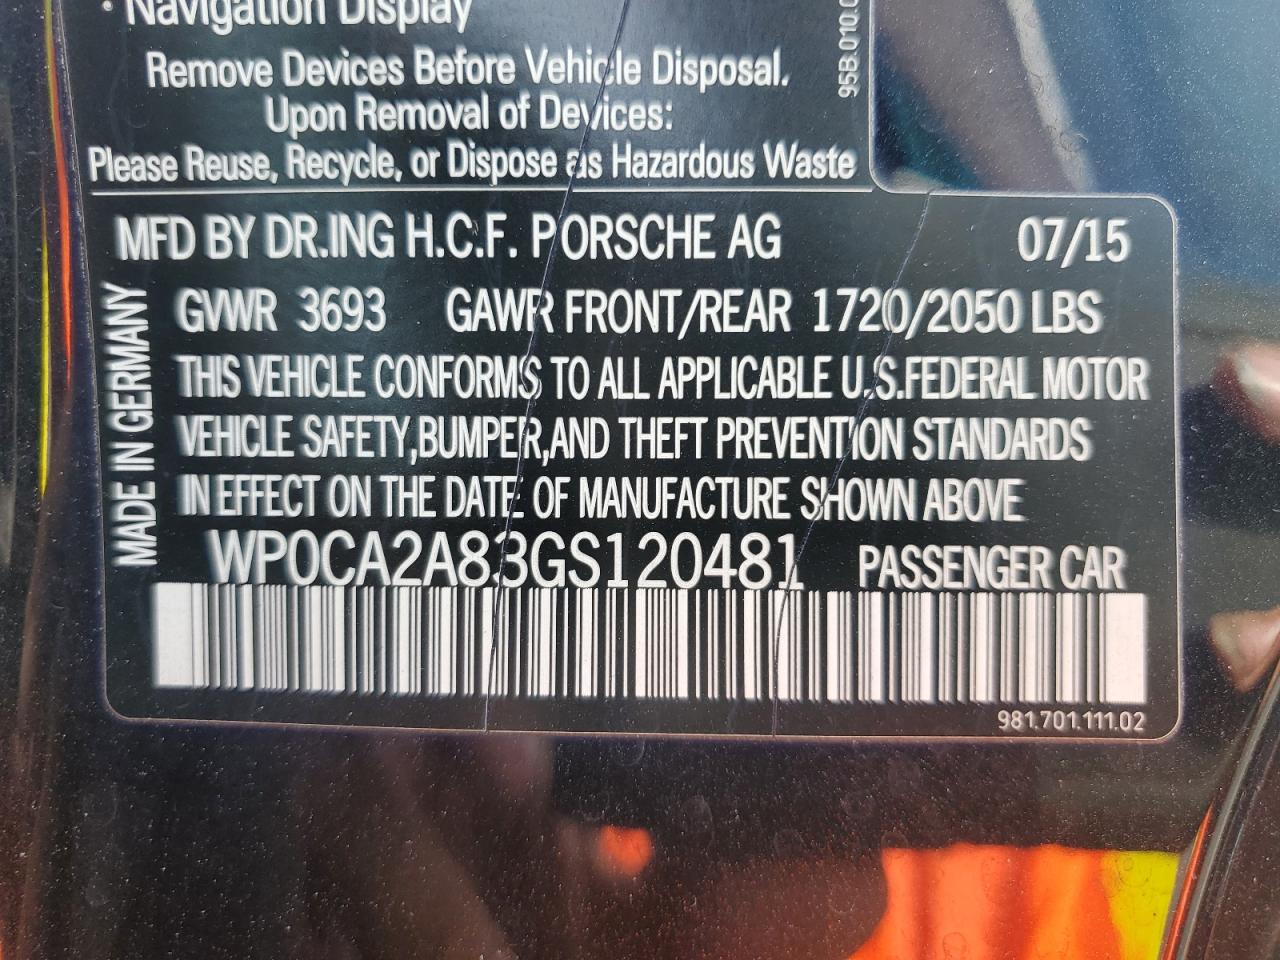 • Navigation Display
Remove Devices Before Vehicle Disposal.
Upon Removal of Devices:
Please Reuse, Recycle, or Dispose as Hazardous Waste
95B.010.0
MFD BY DR.ING H.C.F. PORSCHE AG 07/15
GVWR 3693 GAWR FRONT/REAR 1720/2050 LBS
THIS VEHICLE CONFORMS TO ALL APPLICABLE U.S.FEDERAL MOTOR
VEHICLE SAFETY,BUMPER,AND THEFT PREVENTION STANDARDS
IN EFFECT ON THE DATE OF MANUFACTURE SHOWN ABOVE
MADE IN GERMANY
WP0CA2A83GS120481 PASSENGER CAR
981.701.111.02